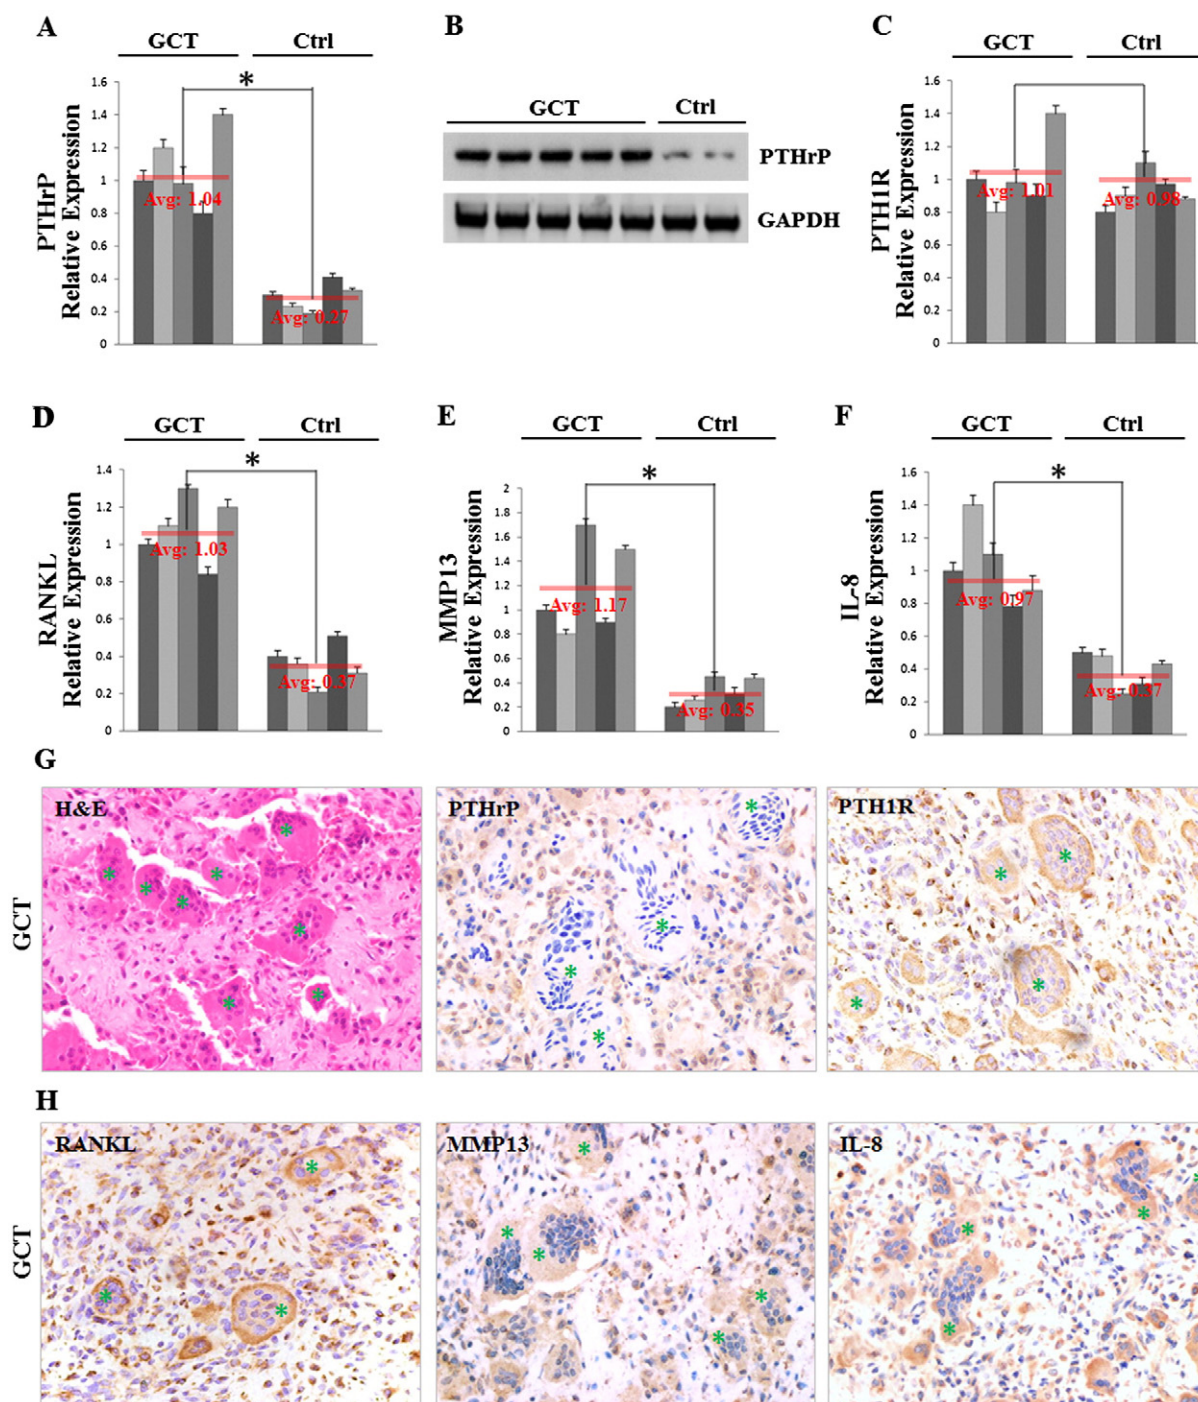 A
GCT Ctrl
*
PTHrP
Relative Expression
1.6
1.4
1.2
1
0.8
0.6
0.4
0.2
0
Avg: 1.04
Avg: 0.27
B
GCT Ctrl
PTHrP
GAPDH
C
GCT Ctrl
PTH1R
Relative Expression
1.6
1.4
1.2
1
0.8
0.6
0.4
0.2
0
Avg: 1.01
Avg: 0.98
D
GCT Ctrl
*
RANKL
Relative Expression
1.4
1.2
1
0.8
0.6
0.4
0.2
0
Avg: 1.03
Avg: 0.37
E
GCT Ctrl
*
MMP13
Relative Expression
2
1.8
1.6
1.4
1.2
1
0.8
0.6
0.4
0.2
0
Avg: 1.17
Avg: 0.35
F
GCT Ctrl
*
IL-8
Relative Expression
1.6
1.4
1.2
1
0.8
0.6
0.4
0.2
0
Avg: 0.97
Avg: 0.37
G
GCT
H&E
PTHrP
PTH1R
H
GCT
RANKL
MMP13
IL-8